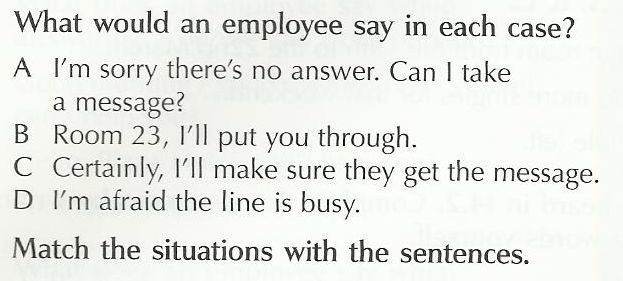 What would an employee say in each case?
A I'm sorry there's no answer. Can I take
a message?
B Room 23, I'll put you through.
C Certainly, I'll make sure they get the message.
D I'm afraid the line is busy.
Match the situations with the sentences.